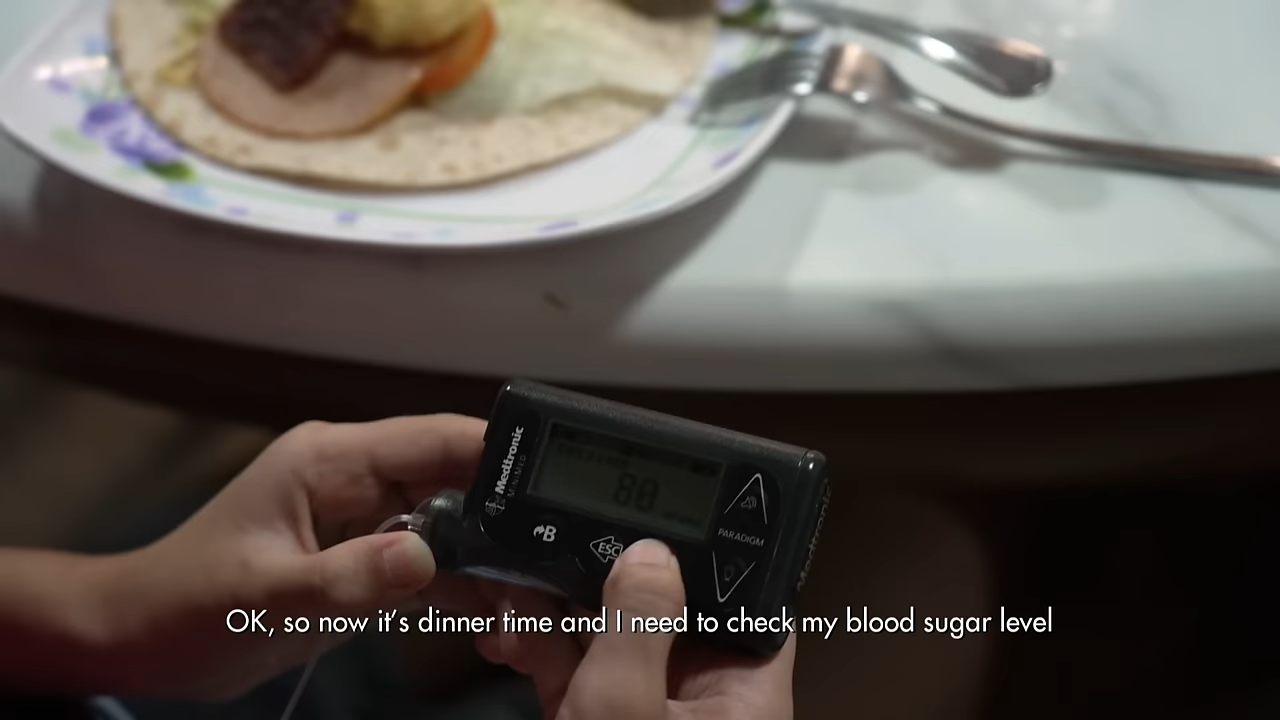 Medtronic
MINIMED
80
B
ESC
PARADIGM
Medtronic
OK, so now it's dinner time and I need to check my blood sugar level